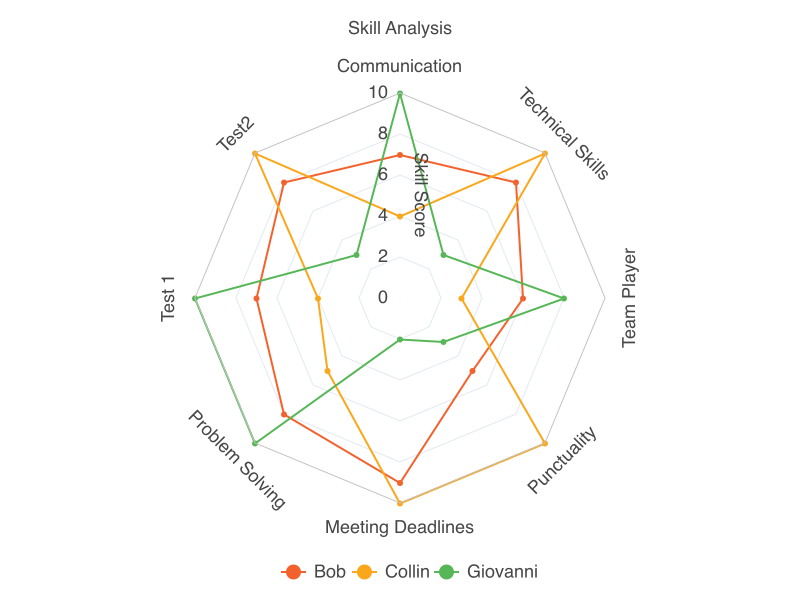 Skill Analysis
Communication
Technical Skills
Team Player
Punctuality
Meeting Deadlines
Problem Solving
Test 1
Test2
10
8
6
4
2
0
Skill Score
Bob
Collin
Giovanni